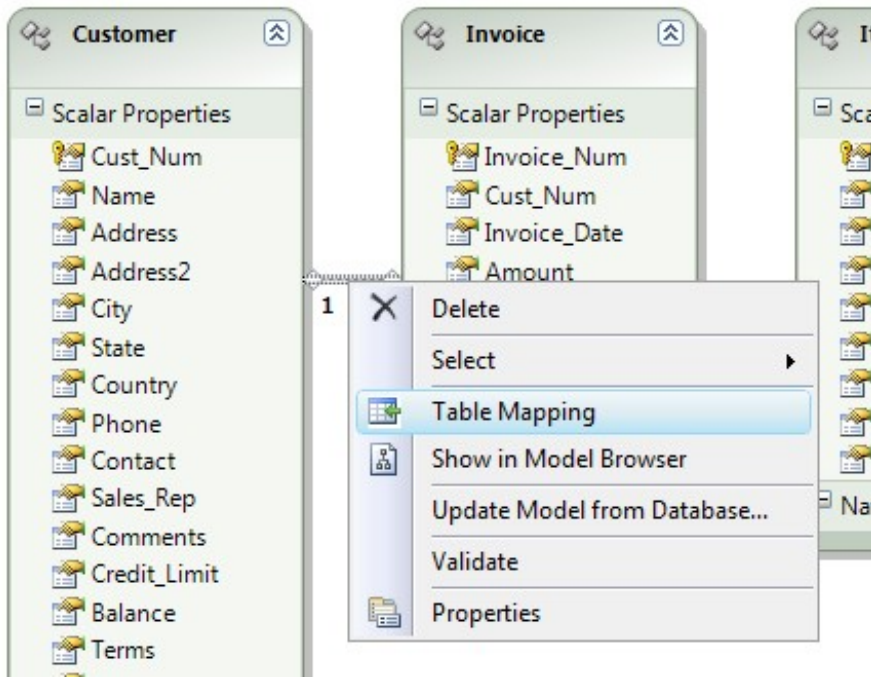 Customer
Scalar Properties
Cust_Num
Name
Address
Address2
City
State
Country
Phone
Contact
Sales_Rep
Comments
Credit_Limit
Balance
Terms
1
Invoice
Scalar Properties
Invoice_Num
Cust_Num
Invoice_Date
Amount
Delete
Select
Table Mapping
Show in Model Browser
Update Model from Database...
Validate
Properties